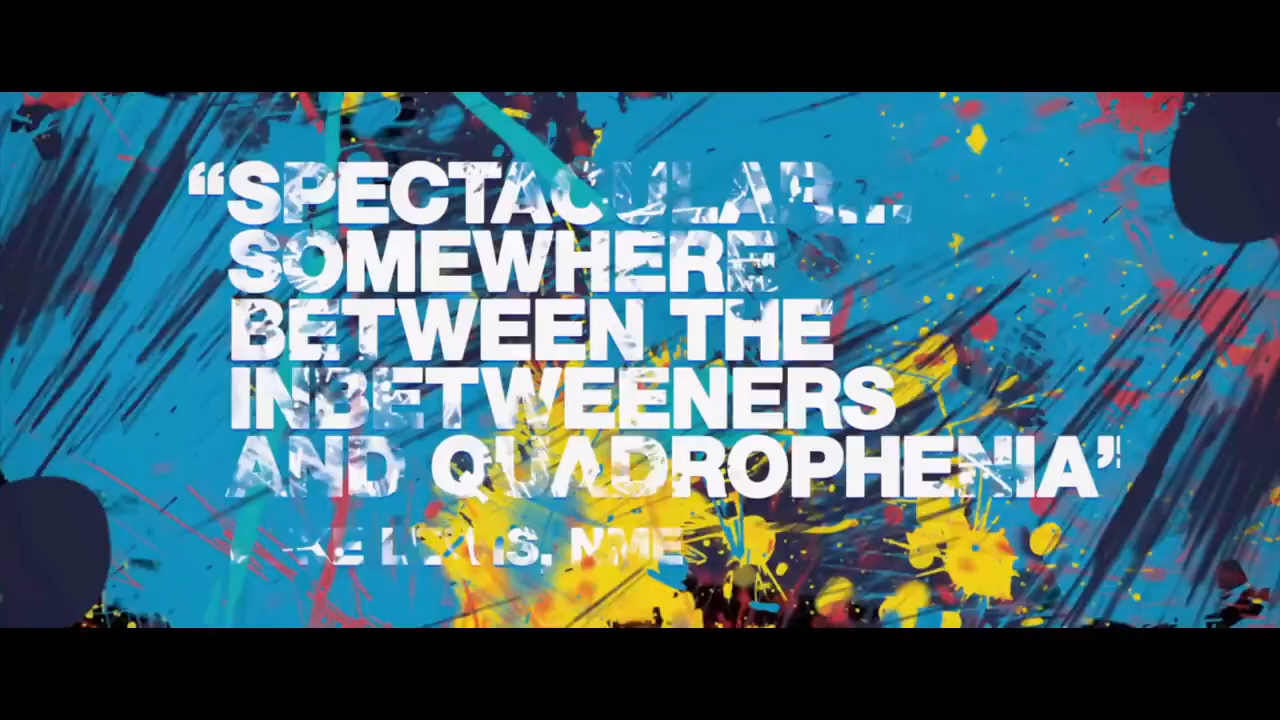 “SPECTACULAR...
SOMEWHERE
BETWEEN THE
INBETWEENERS
AND QUADROPHENIA”
NME